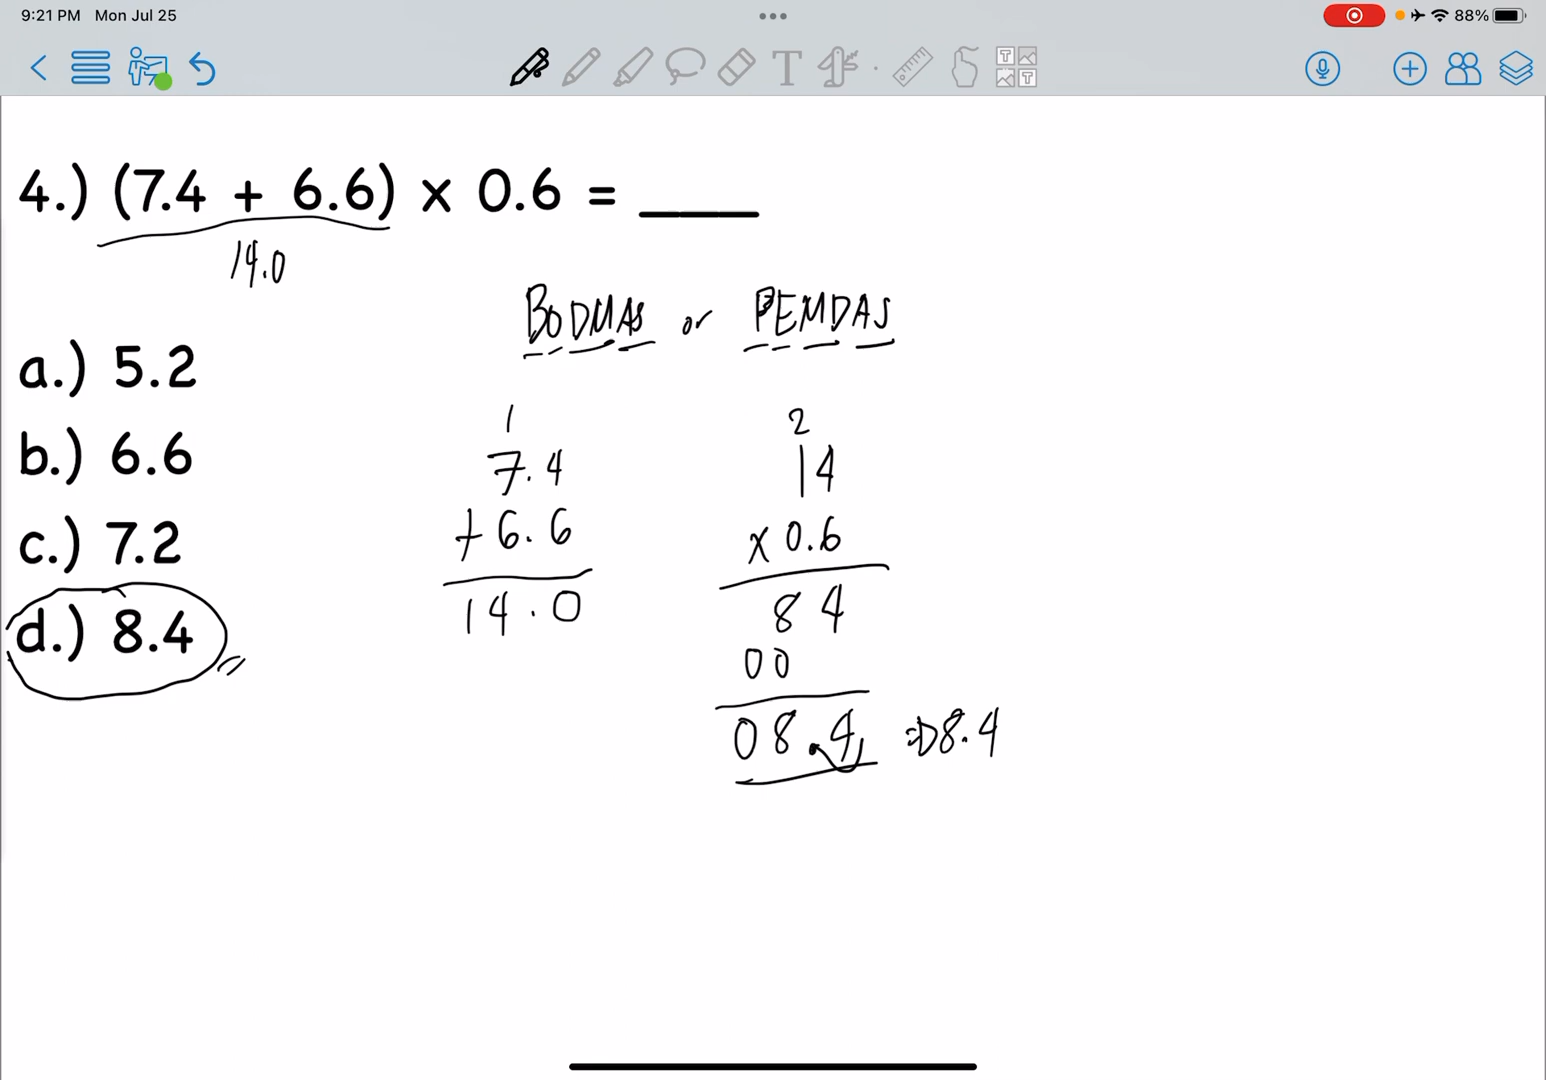 9:21 PM Mon Jul 25
88%
4.) (7.4 + 6.6) x 0.6 = ____
14.0
BODMAS or PEMDAS
a.) 5.2
b.) 6.6
c.) 7.2
d.) 8.4
1
7.4
+ 6.6
14.0
2
14
x 0.6
84
00
08.4 => 8.4